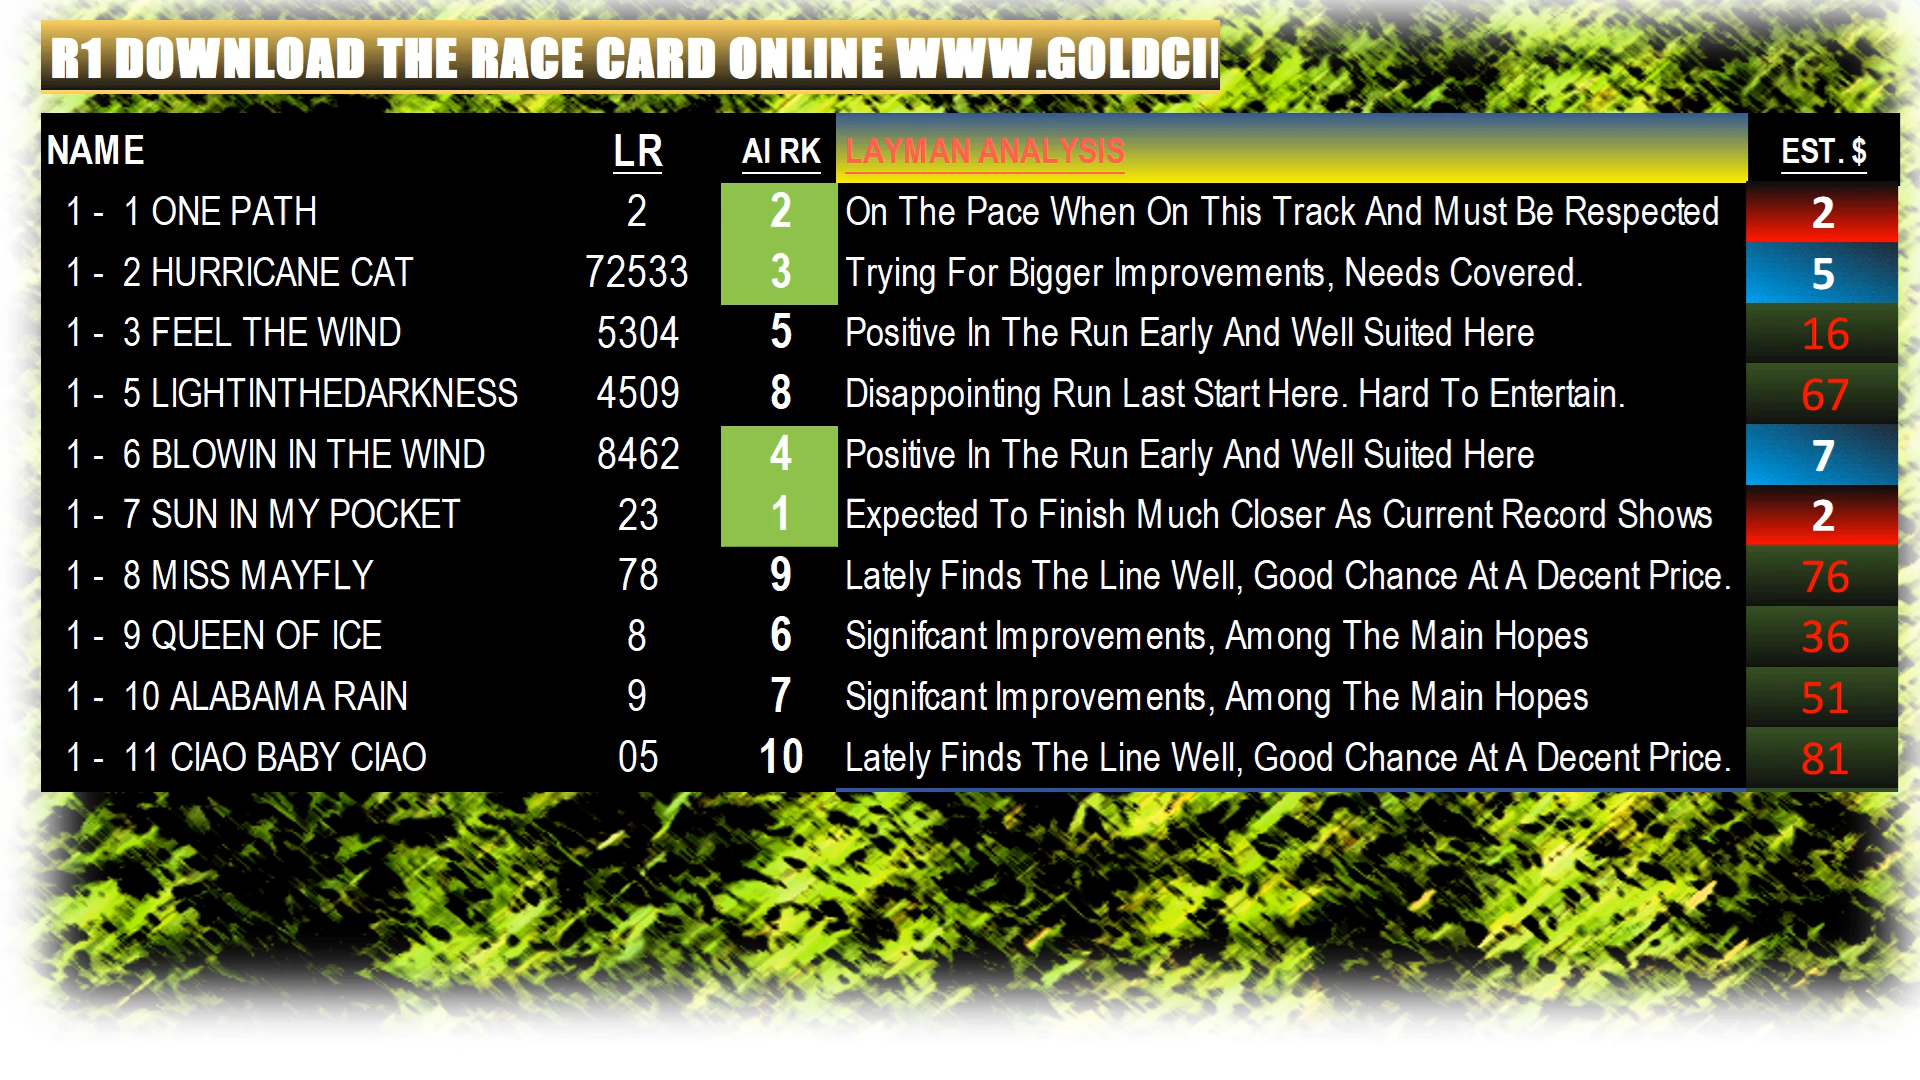 R1 DOWNLOAD THE RACE CARD ONLINE WWW.GOLDCI
NAME LR AI RK LAYMAN ANALYSIS EST. $
1 - 1 ONE PATH 2 2 On The Pace When On This Track And Must Be Respected 2
1 - 2 HURRICANE CAT 72533 3 Trying For Bigger Improvements, Needs Covered. 5
1 - 3 FEEL THE WIND 5304 5 Positive In The Run Early And Well Suited Here 16
1 - 5 LIGHTINTHEDARKNESS 4509 8 Disappointing Run Last Start Here. Hard To Entertain. 67
1 - 6 BLOWIN IN THE WIND 8462 4 Positive In The Run Early And Well Suited Here 7
1 - 7 SUN IN MY POCKET 23 1 Expected To Finish Much Closer As Current Record Shows 2
1 - 8 MISS MAYFLY 78 9 Lately Finds The Line Well, Good Chance At A Decent Price. 76
1 - 9 QUEEN OF ICE 8 6 Signifcant Improvements, Among The Main Hopes 36
1 - 10 ALABAMA RAIN 9 7 Signifcant Improvements, Among The Main Hopes 51
1 - 11 CIAO BABY CIAO 05 10 Lately Finds The Line Well, Good Chance At A Decent Price. 81